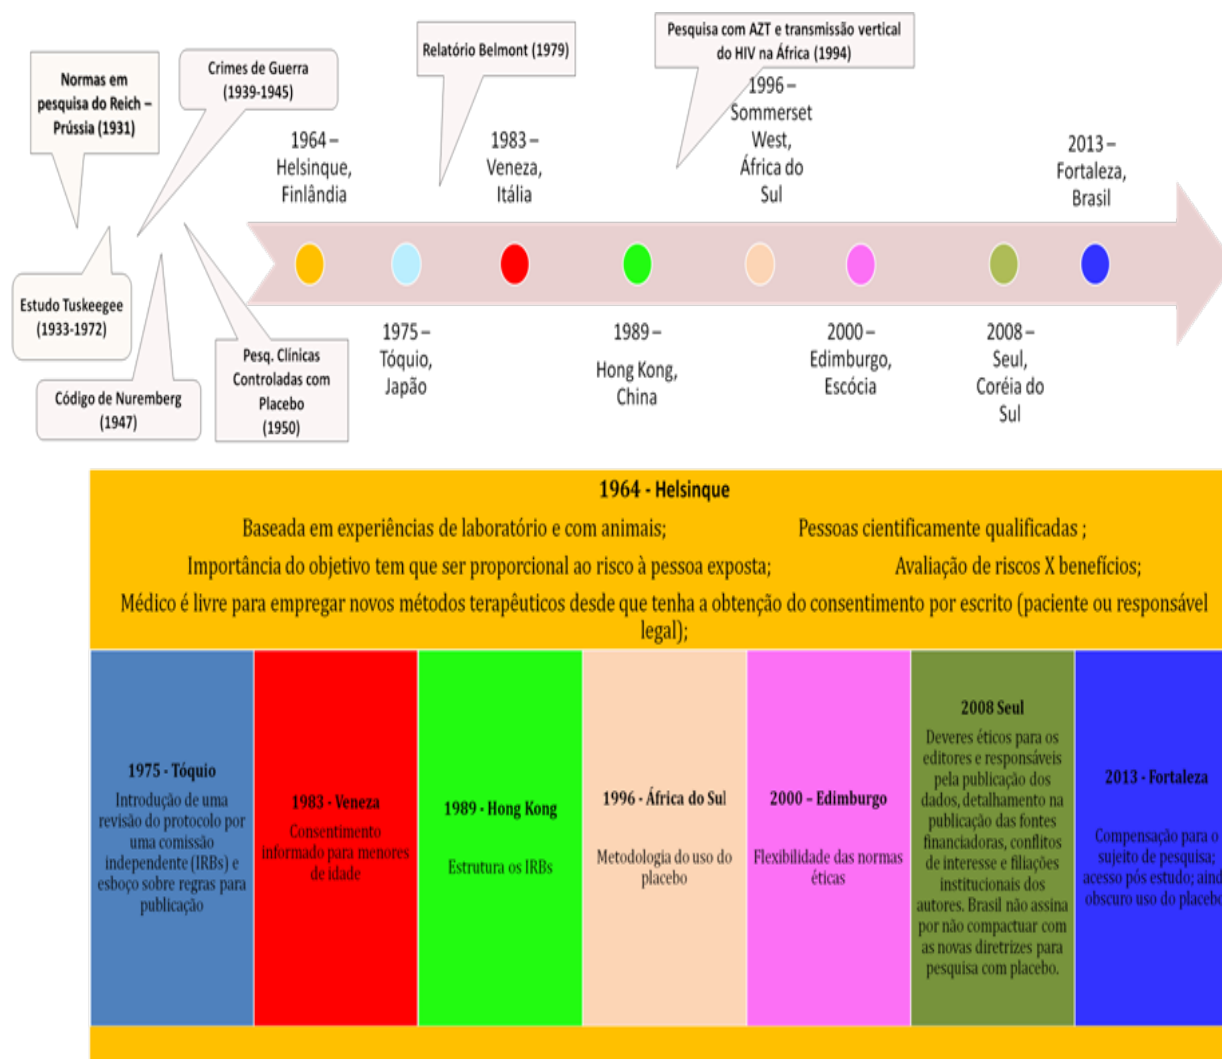 Normas em
pesquisa do Reich –
Prússia (1931)
Crimes de Guerra
(1939-1945)
Relatório Belmont (1979)
Pesquisa com AZT e transmissão vertical
do HIV na África (1994)
1964 –
Helsinque,
Finlândia
1983 –
Veneza,
Itália
1996 –
Sommerset
West,
África do
Sul
2013 –
Fortaleza,
Brasil
Estudo Tuskeegee
(1933-1972)
Código de Nuremberg
(1947)
Pesq. Clínicas
Controladas com
Placebo
(1950)
1975 –
Tóquio,
Japão
1989 –
Hong Kong,
China
2000 –
Edimburgo,
Escócia
2008 –
Seul,
Coréia do
Sul
1964 - Helsinque
Baseada em experiências de laboratório e com animais; Pessoas cientificamente qualificadas ;
Importância do objetivo tem que ser proporcional ao risco à pessoa exposta; Avaliação de riscos X benefícios;
Médico é livre para empregar novos métodos terapêuticos desde que tenha a obtenção do consentimento por escrito (paciente ou responsável
legal);
1975 - Tóquio
Introdução de uma
revisão do protocolo por
uma comissão
independente (IRBs) e
esboço sobre regras para
publicação
1983 - Veneza
Consentimento
informado para menores
de idade
1989 - Hong Kong
Estrutura os IRBs
1996 - África do Sul
Metodologia do uso do
placebo
2000 – Edimburgo
Flexibilidade das normas
éticas
2008 Seul
Deveres éticos para os
editores e responsáveis
pela publicação dos
dados, detalhamento na
publicação das fontes
financiadoras, conflitos
de interesse e filiações
institucionais dos
autores. Brasil não assina
por não compactuar com
as novas diretrizes para
pesquisa com placebo.
2013 - Fortaleza
Compensação para o
sujeito de pesquisa;
acesso pós estudo; aind
obscuro uso do placebo